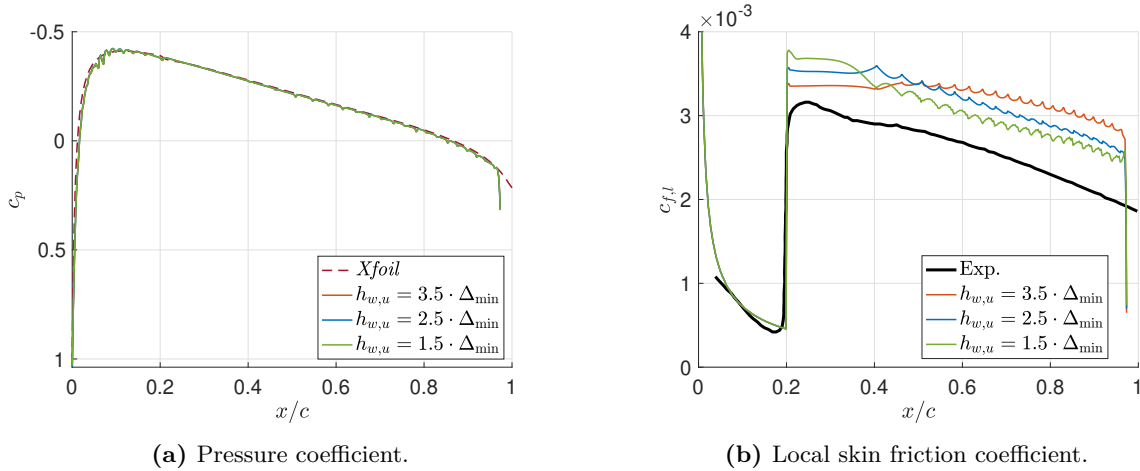 -0.5
0
0.5
1
c_p
0 0.2 0.4 0.6 0.8 1
x/c
Xfoil
h_{w,u} = 3.5 · Δ_min
h_{w,u} = 2.5 · Δ_min
h_{w,u} = 1.5 · Δ_min
(a) Pressure coefficient.
×10⁻³
4
3
2
1
0
c_{f,l}
0 0.2 0.4 0.6 0.8 1
x/c
Exp.
h_{w,u} = 3.5 · Δ_min
h_{w,u} = 2.5 · Δ_min
h_{w,u} = 1.5 · Δ_min
(b) Local skin friction coefficient.